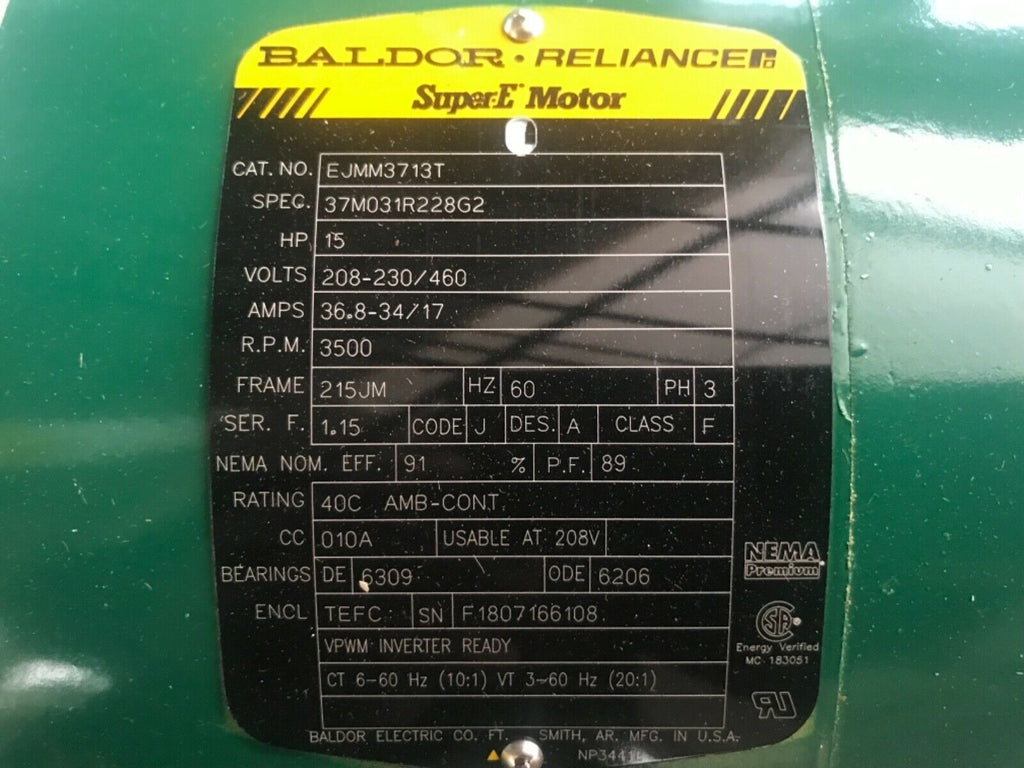 BALDOR · RELIANCE
Super-E™ Motor
CAT. NO. EJMM3713T
SPEC. 37M031R228G2
HP 15
VOLTS 208-230/460
AMPS 36.8-34/17
R.P.M. 3500
FRAME 215JM HZ 60 PH 3
SER. F. 1.15 CODE J DES. A CLASS F
NEMA NOM. EFF. 91 % P.F. 89
RATING 40C AMB-CONT
CC 010A USABLE AT 208V
BEARINGS DE 6309 ODE 6206
ENCL TEFC SN F1807166108
VPWM INVERTER READY
CT 6-60 Hz (10:1) VT 3-60 Hz (20:1)
NEMA
Premium
SA
Energy Verified
MC 183051
BALDOR ELECTRIC CO. FT. SMITH, AR. MFG. IN U.S.A.